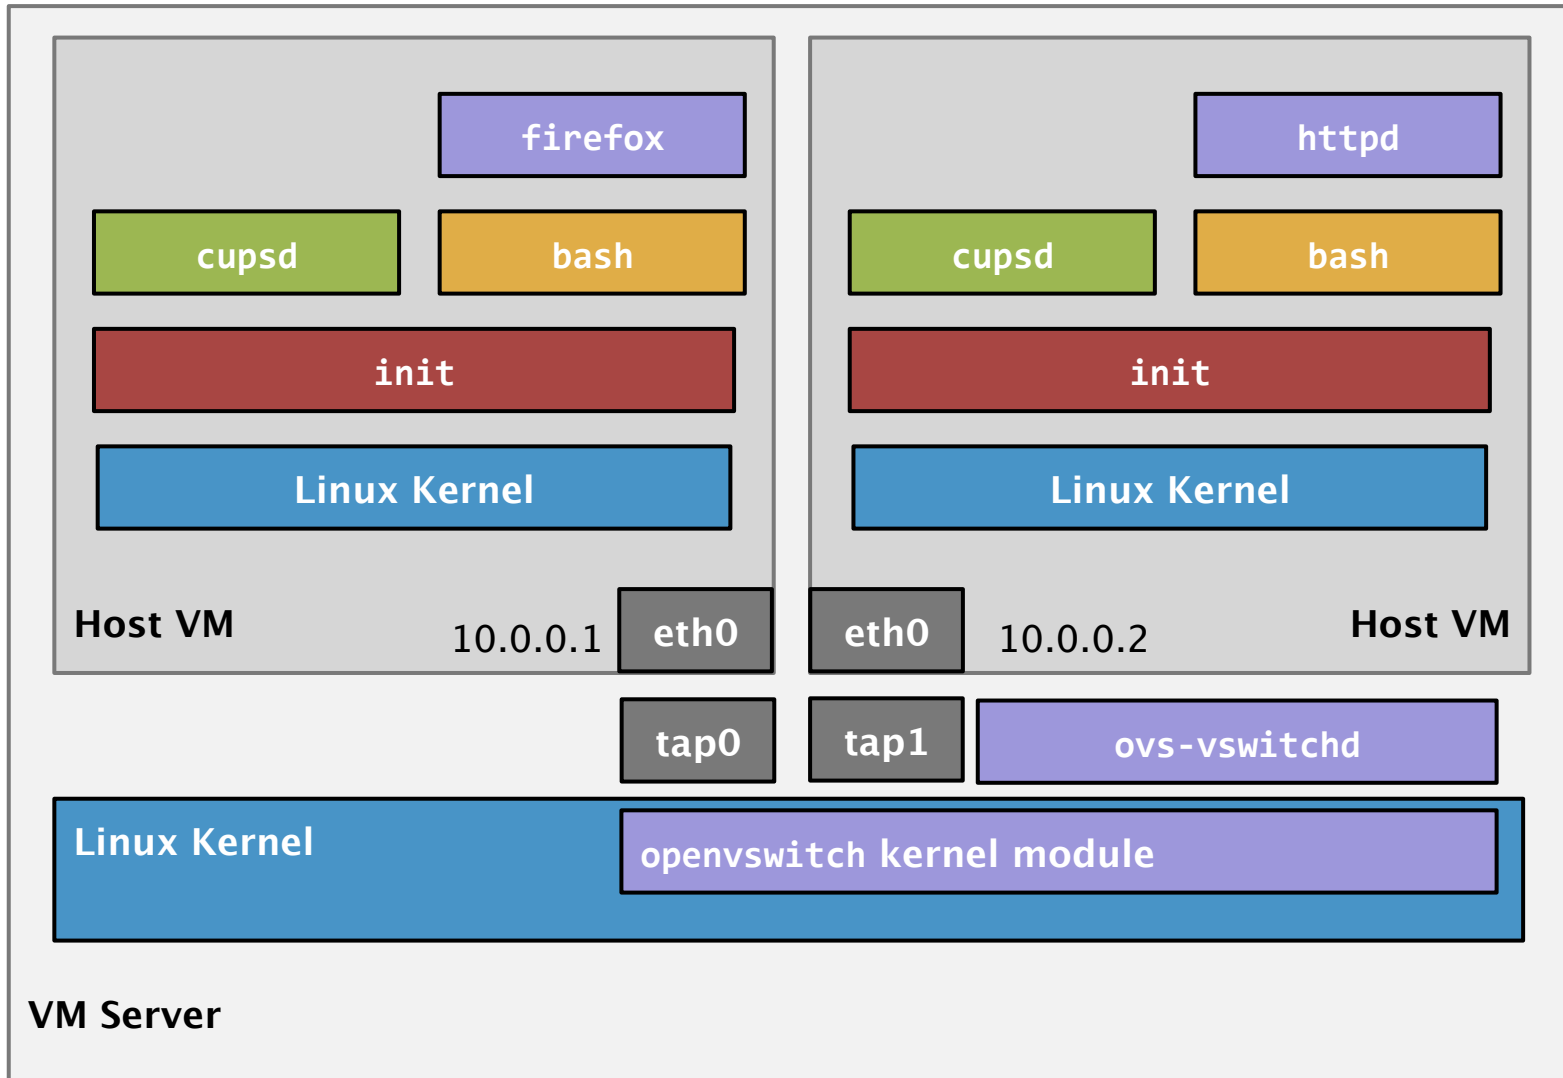 firefox
httpd
cupsd
bash
cupsd
bash
init
init
Linux Kernel
Linux Kernel
Host VM
10.0.0.1
eth0
eth0
10.0.0.2
Host VM
tap0
tap1
ovs-vswitchd
Linux Kernel
openvswitch kernel module
VM Server